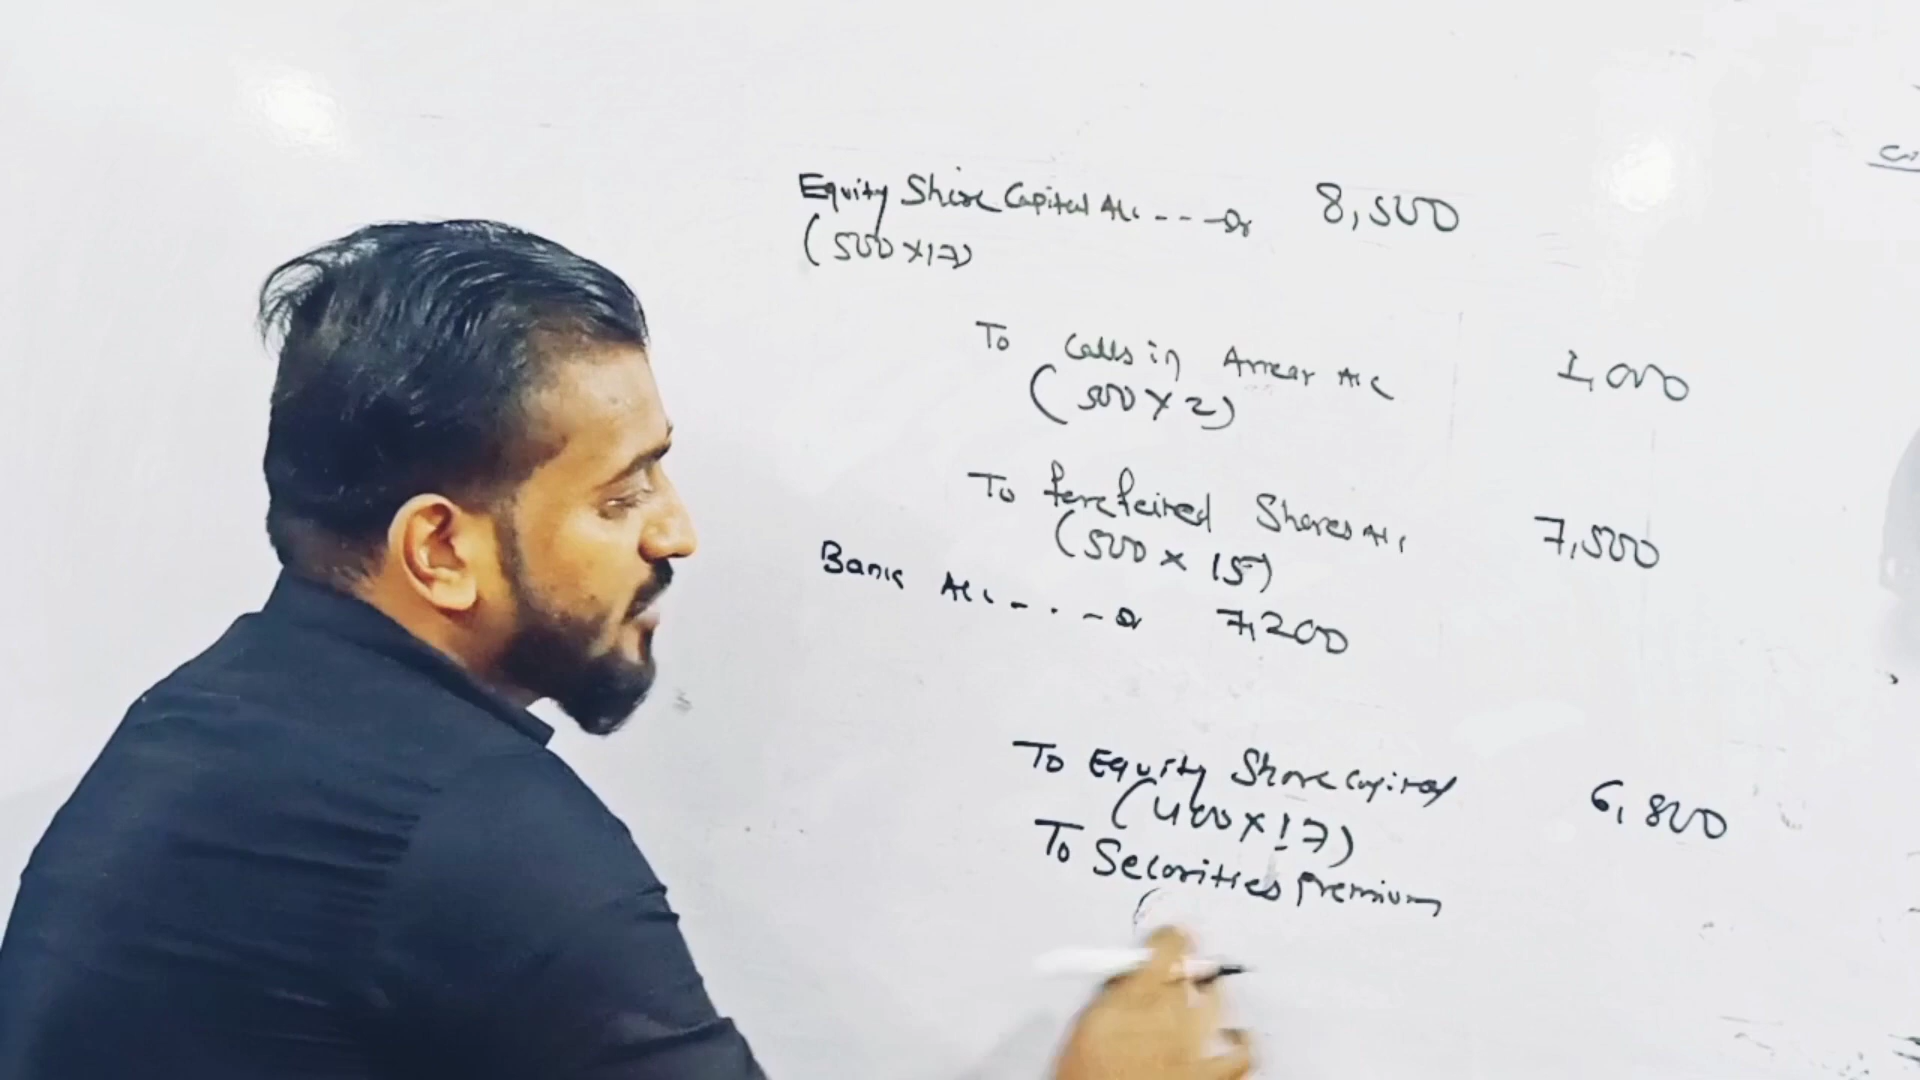 Equity Share Capital A/c - - - Dr 8,500
(500 × 17)
To Calls in Arrear A/c 1,000
(500 × 2)
To Forefeired Shares A/c 7,500
(500 × 15)
Bank A/c - . - Dr 7,200
To Equity Share Capital 6,800
(400 × 17)
To Securities Premium
(